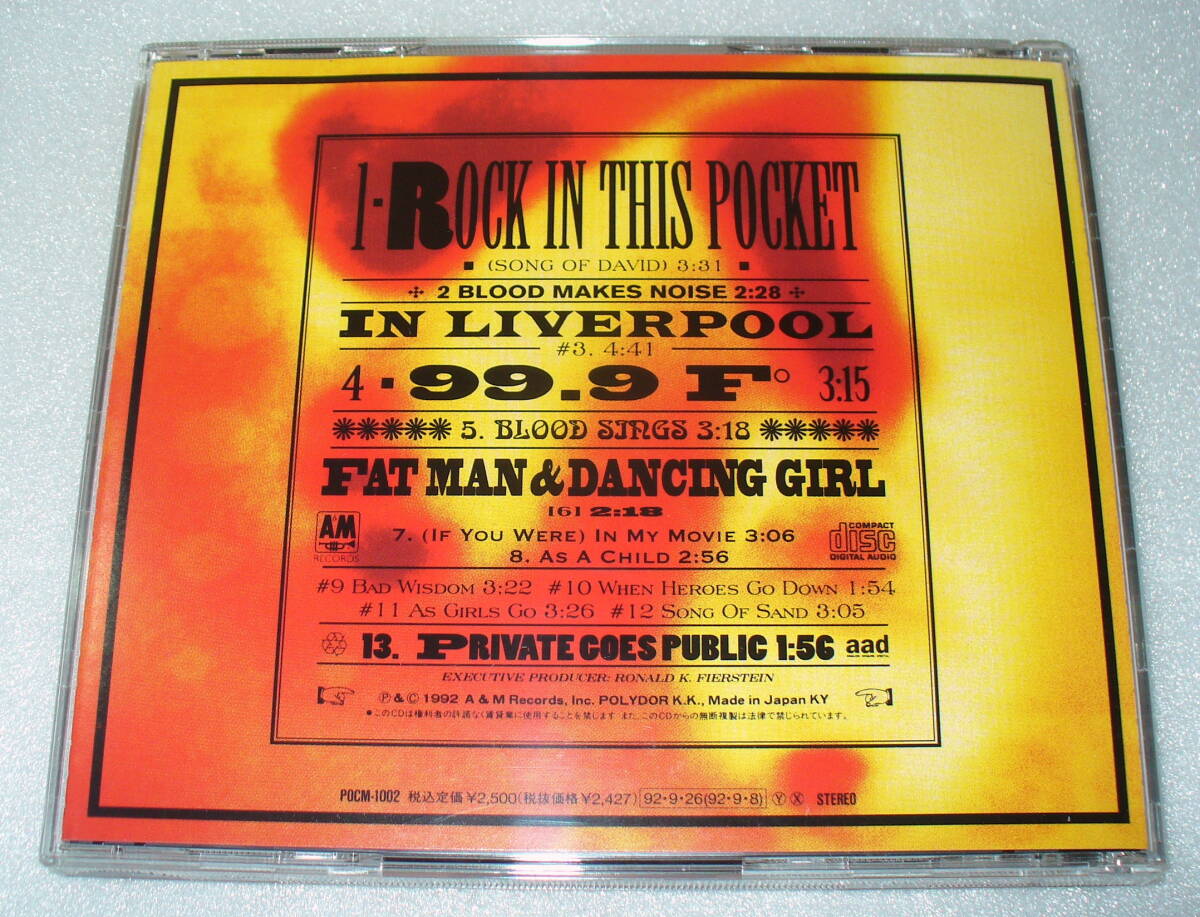 1-ROCK IN THIS POCKET
■ (SONG OF DAVID) 3:31 ■
2 BLOOD MAKES NOISE 2:28
IN LIVERPOOL
#3. 4:41
4 · 99.9 F° 3:15
5. BLOOD SINGS 3:18
FAT MAN & DANCING GIRL
[6] 2:18
A&M
RECORDS
7. (IF YOU WERE) IN MY MOVIE 3:06
8. AS A CHILD 2:56
COMPACT
disc
DIGITAL AUDIO
#9 BAD WISDOM 3:22 #10 WHEN HEROES GO DOWN 1:54
#11 AS GIRLS GO 3:26 #12 SONG OF SAND 3:05
13. PRIVATE GOES PUBLIC 1:56 aad
EXECUTIVE PRODUCER: RONALD K. FIERSTEIN
℗ & © 1992 A & M Records, Inc. POLYDOR K.K., Made in Japan KY
●このCDは権利者の許諾なく賃貸業に使用することを禁じます また、このCDからの無断複製は法律で禁じられています。
POCM-1002 税込定価¥2,500(税抜価格¥2,427) 92・9・26(92・9・8) Ⓨ Ⓧ STEREO